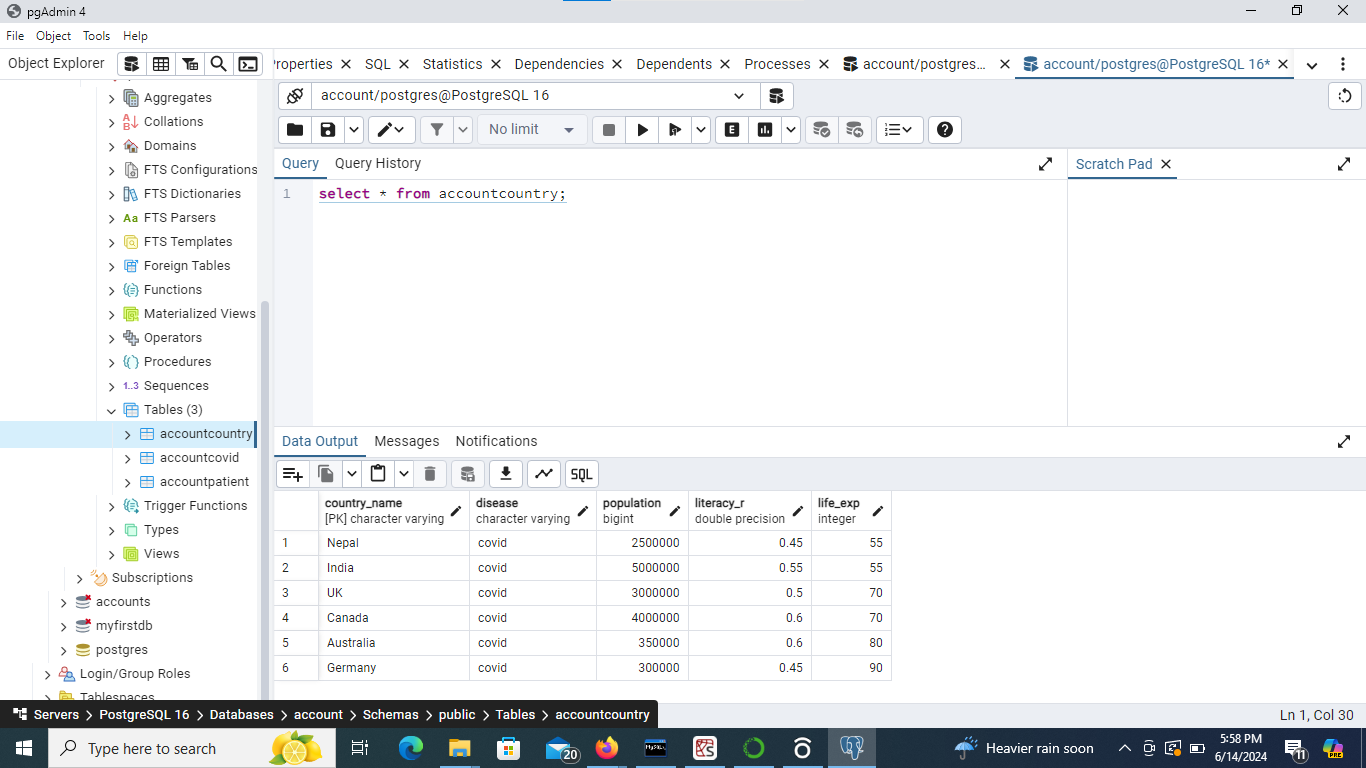 pgAdmin 4
File Object Tools Help
Object Explorer
roperties SQL Statistics Dependencies Dependents Processes account/postgres... account/postgres@PostgreSQL 16*
account/postgres@PostgreSQL 16
No limit
E
Query Query History
Scratch Pad
1 select * from accountcountry;
Aggregates
Collations
Domains
FTS Configurations
FTS Dictionaries
Aa FTS Parsers
FTS Templates
Foreign Tables
Functions
Materialized Views
Operators
Procedures
1..3 Sequences
Tables (3)
accountcountry
accountcovid
accountpatient
Trigger Functions
Types
Views
Subscriptions
accounts
myfirstdb
postgres
Login/Group Roles
Tablespaces
Data Output Messages Notifications
SQL
country_name disease population literacy_r life_exp
[PK] character varying character varying bigint double precision integer
1 Nepal covid 2500000 0.45 55
2 India covid 5000000 0.55 55
3 UK covid 3000000 0.5 70
4 Canada covid 4000000 0.6 70
5 Australia covid 350000 0.6 80
6 Germany covid 300000 0.45 90
Servers > PostgreSQL 16 > Databases > account > Schemas > public > Tables > accountcountry
Ln 1, Col 30
Type here to search
20
MySQL
Heavier rain soon
5:58 PM
6/14/2024
11
PRE